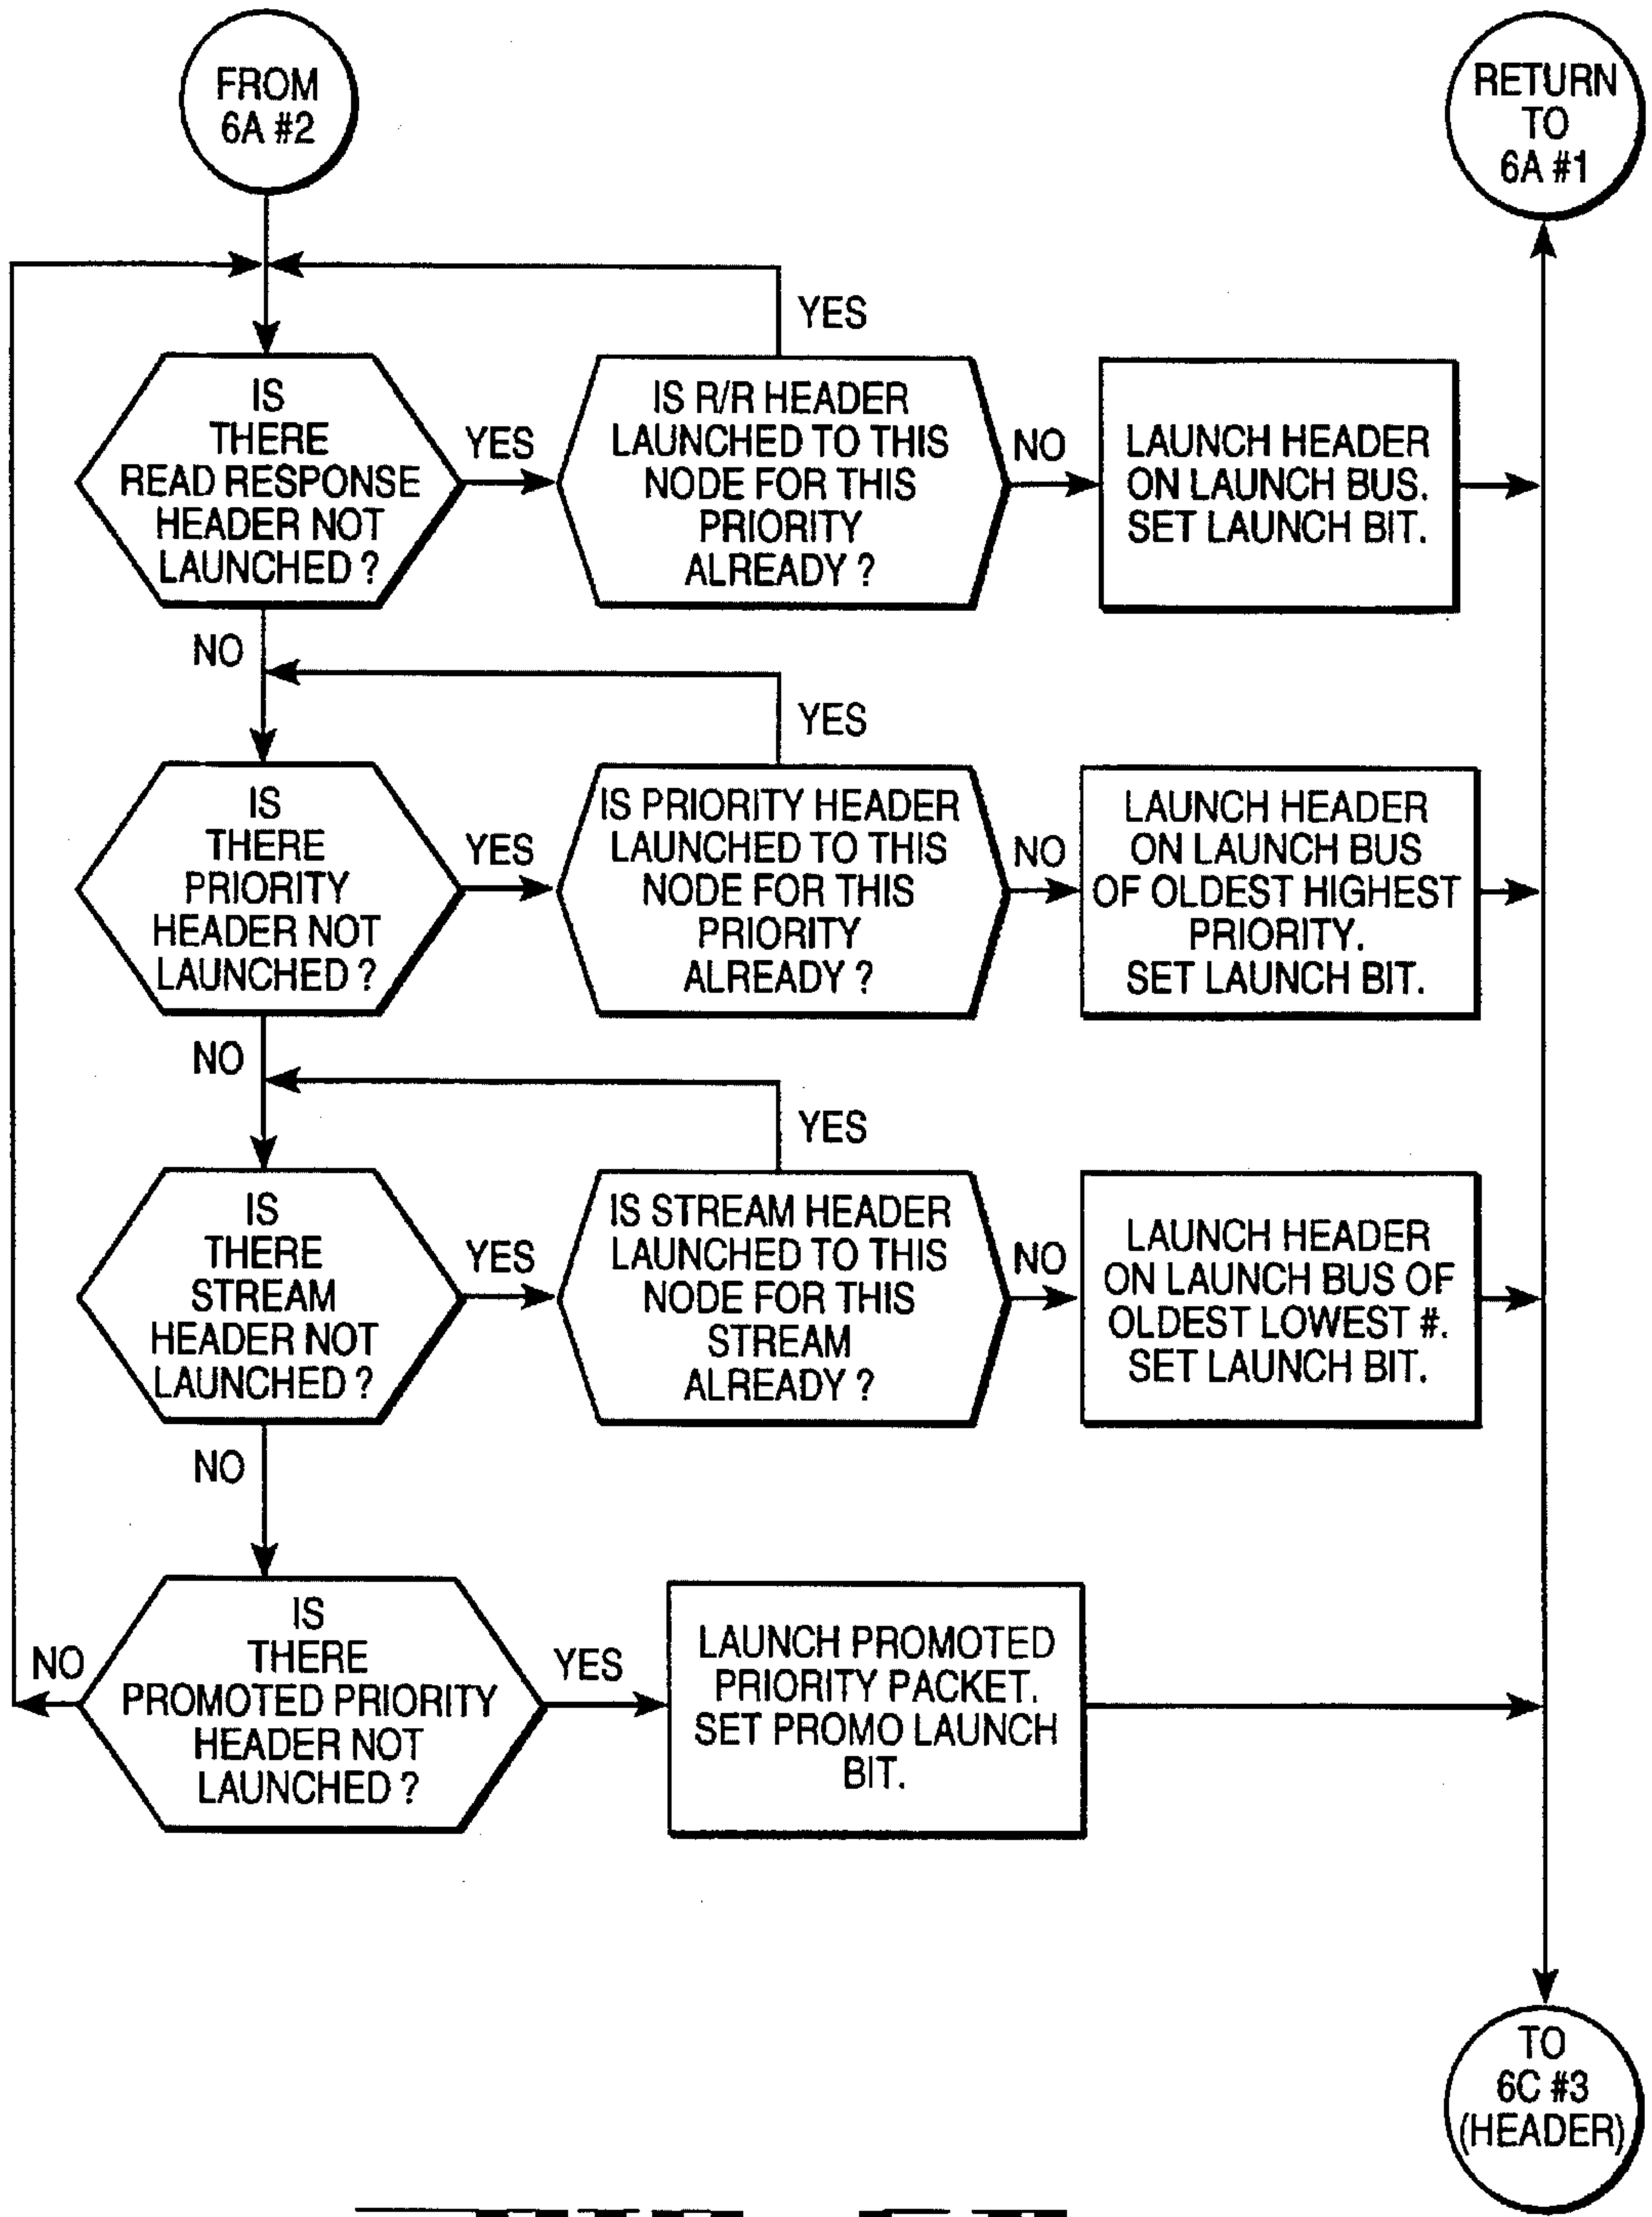 FROM
6A #2
RETURN
TO
6A #1
YES
IS
THERE
READ RESPONSE
HEADER NOT
LAUNCHED ?
YES
IS R/R HEADER
LAUNCHED TO THIS
NODE FOR THIS
PRIORITY
ALREADY ?
NO
LAUNCH HEADER
ON LAUNCH BUS.
SET LAUNCH BIT.
NO
YES
IS
THERE
PRIORITY
HEADER NOT
LAUNCHED ?
YES
IS PRIORITY HEADER
LAUNCHED TO THIS
NODE FOR THIS
PRIORITY
ALREADY ?
NO
LAUNCH HEADER
ON LAUNCH BUS
OF OLDEST HIGHEST
PRIORITY.
SET LAUNCH BIT.
NO
YES
IS
THERE
STREAM
HEADER NOT
LAUNCHED ?
YES
IS STREAM HEADER
LAUNCHED TO THIS
NODE FOR THIS
STREAM
ALREADY ?
NO
LAUNCH HEADER
ON LAUNCH BUS OF
OLDEST LOWEST #.
SET LAUNCH BIT.
NO
NO
IS
THERE
PROMOTED PRIORITY
HEADER NOT
LAUNCHED ?
YES
LAUNCH PROMOTED
PRIORITY PACKET.
SET PROMO LAUNCH
BIT.
TO
6C #3
(HEADER)